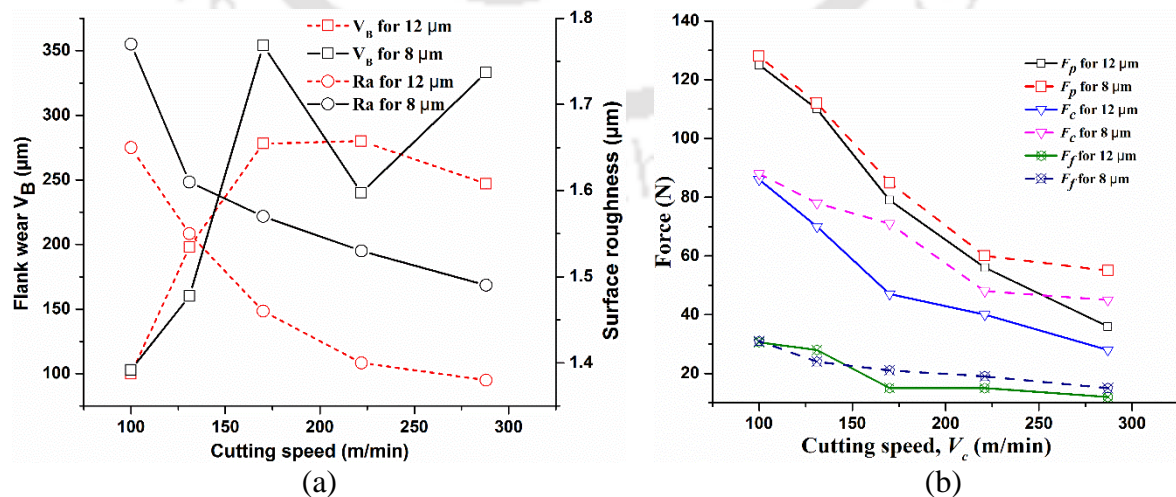 V_B for 12 µm
V_B for 8 µm
Ra for 12 µm
Ra for 8 µm
Flank wear V_B (µm)
350
300
250
200
150
100
1.8
1.7
1.6
1.5
1.4
Surface roughness (µm)
100
150
200
250
300
Cutting speed (m/min)
(a)
F_p for 12 µm
F_p for 8 µm
F_c for 12 µm
F_c for 8 µm
F_f for 12 µm
F_f for 8 µm
Force (N)
140
120
100
80
60
40
20
100
150
200
250
300
Cutting speed, V_c (m/min)
(b)